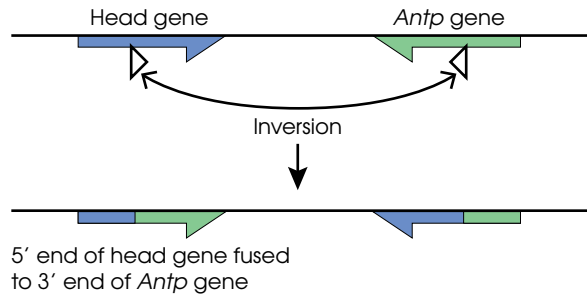 Head gene
Antp gene
Inversion
5’ end of head gene fused
to 3’ end of Antp gene